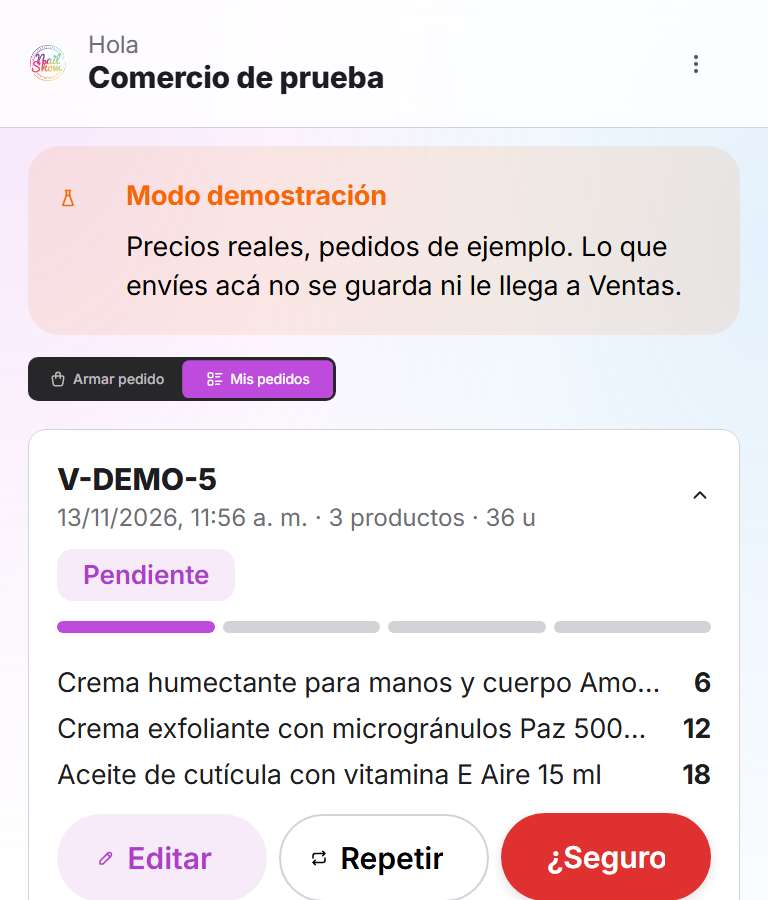 Nail Show
Hola
Comercio de prueba
Modo demostración
Precios reales, pedidos de ejemplo. Lo que
envíes acá no se guarda ni le llega a Ventas.
Armar pedido
Mis pedidos
V-DEMO-5
13/11/2026, 11:56 a. m. · 3 productos · 36 u
Pendiente
Crema humectante para manos y cuerpo Amo... 6
Crema exfoliante con microgránulos Paz 500... 12
Aceite de cutícula con vitamina E Aire 15 ml 18
Editar
Repetir
¿Seguro